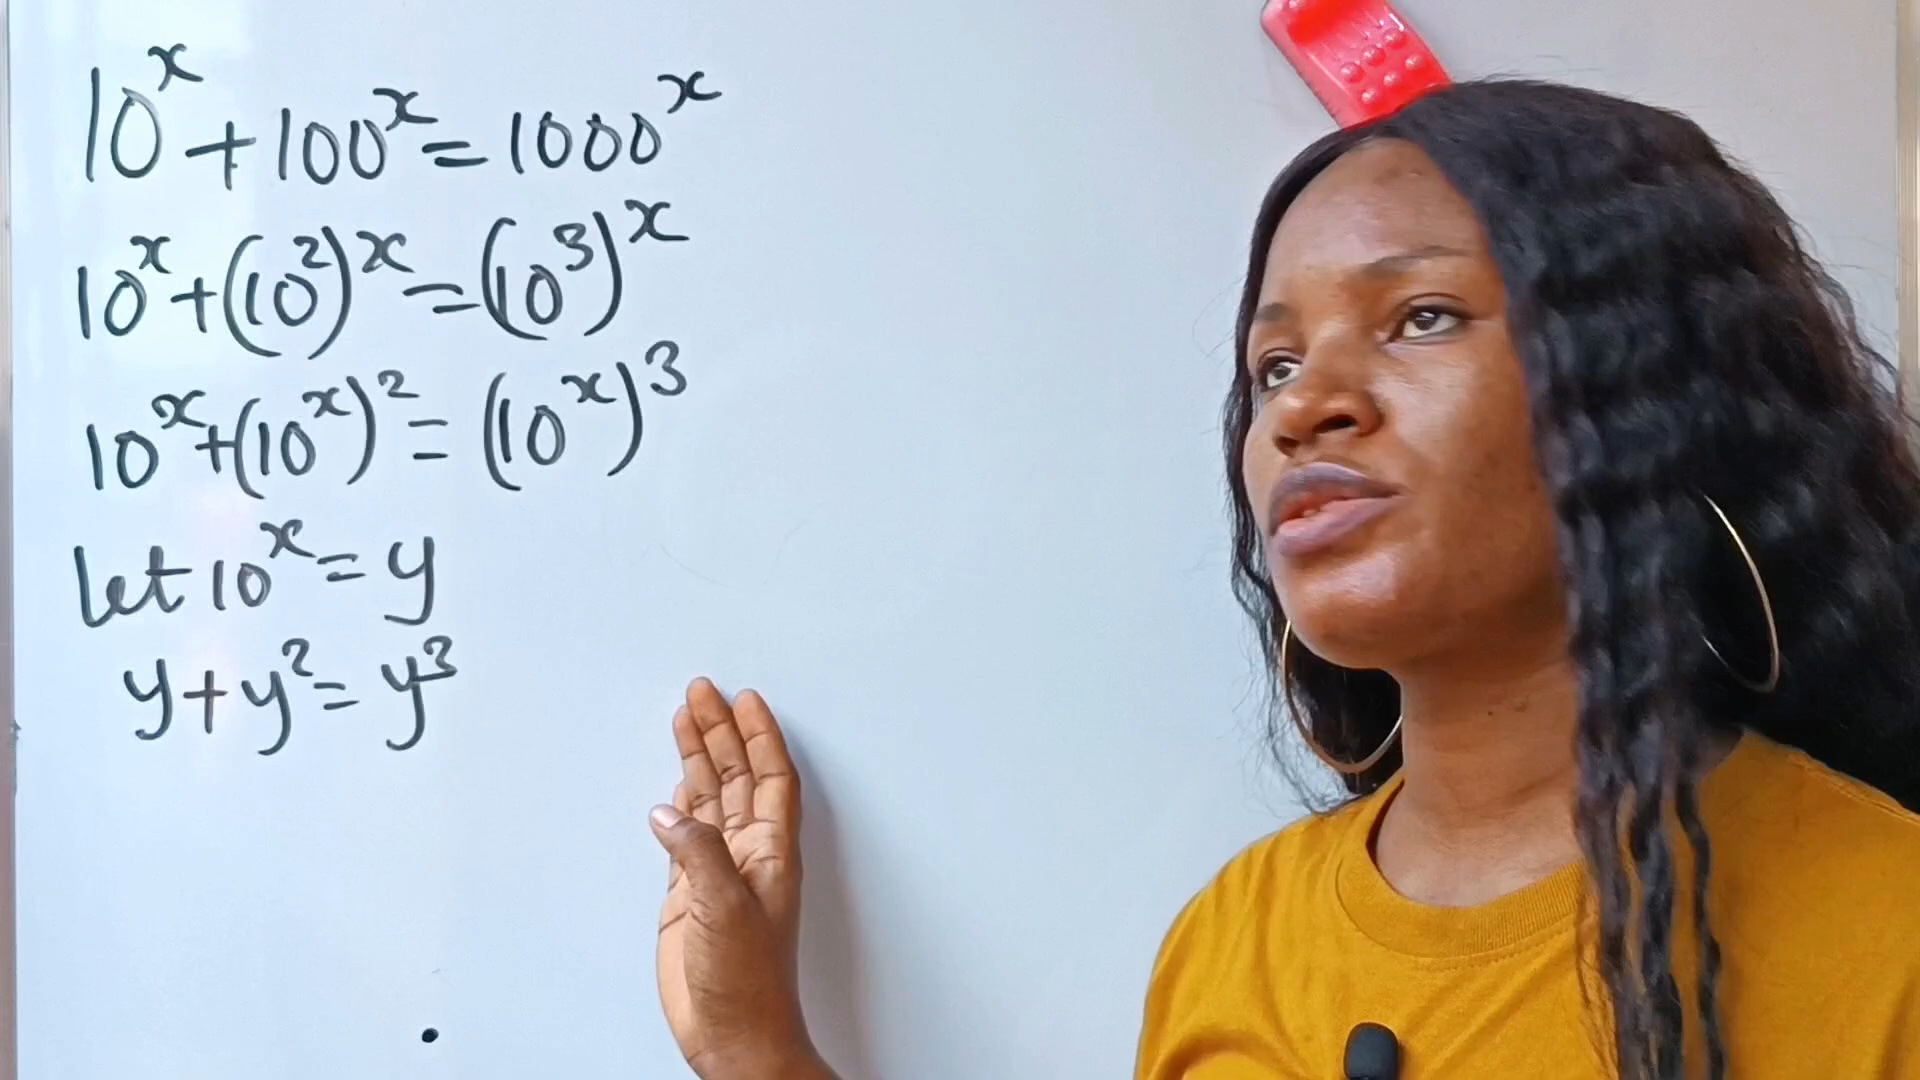 10^x + 100^x = 1000^x
10^x + (10^2)^x = (10^3)^x
10^x + (10^x)^2 = (10^x)^3
let 10^x = y
y + y^2 = y^3